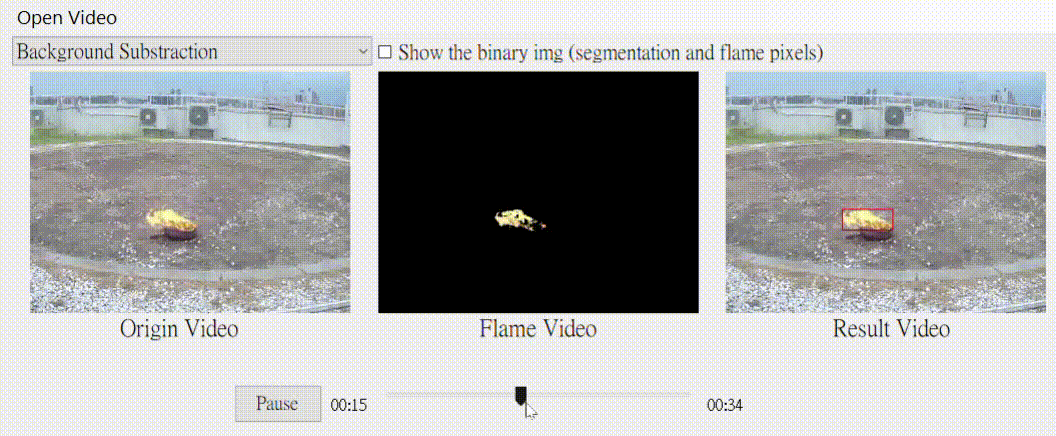 Open Video
Background Substraction
Show the binary img (segmentation and flame pixels)
Origin Video
Flame Video
Result Video
Pause
00:15
00:34